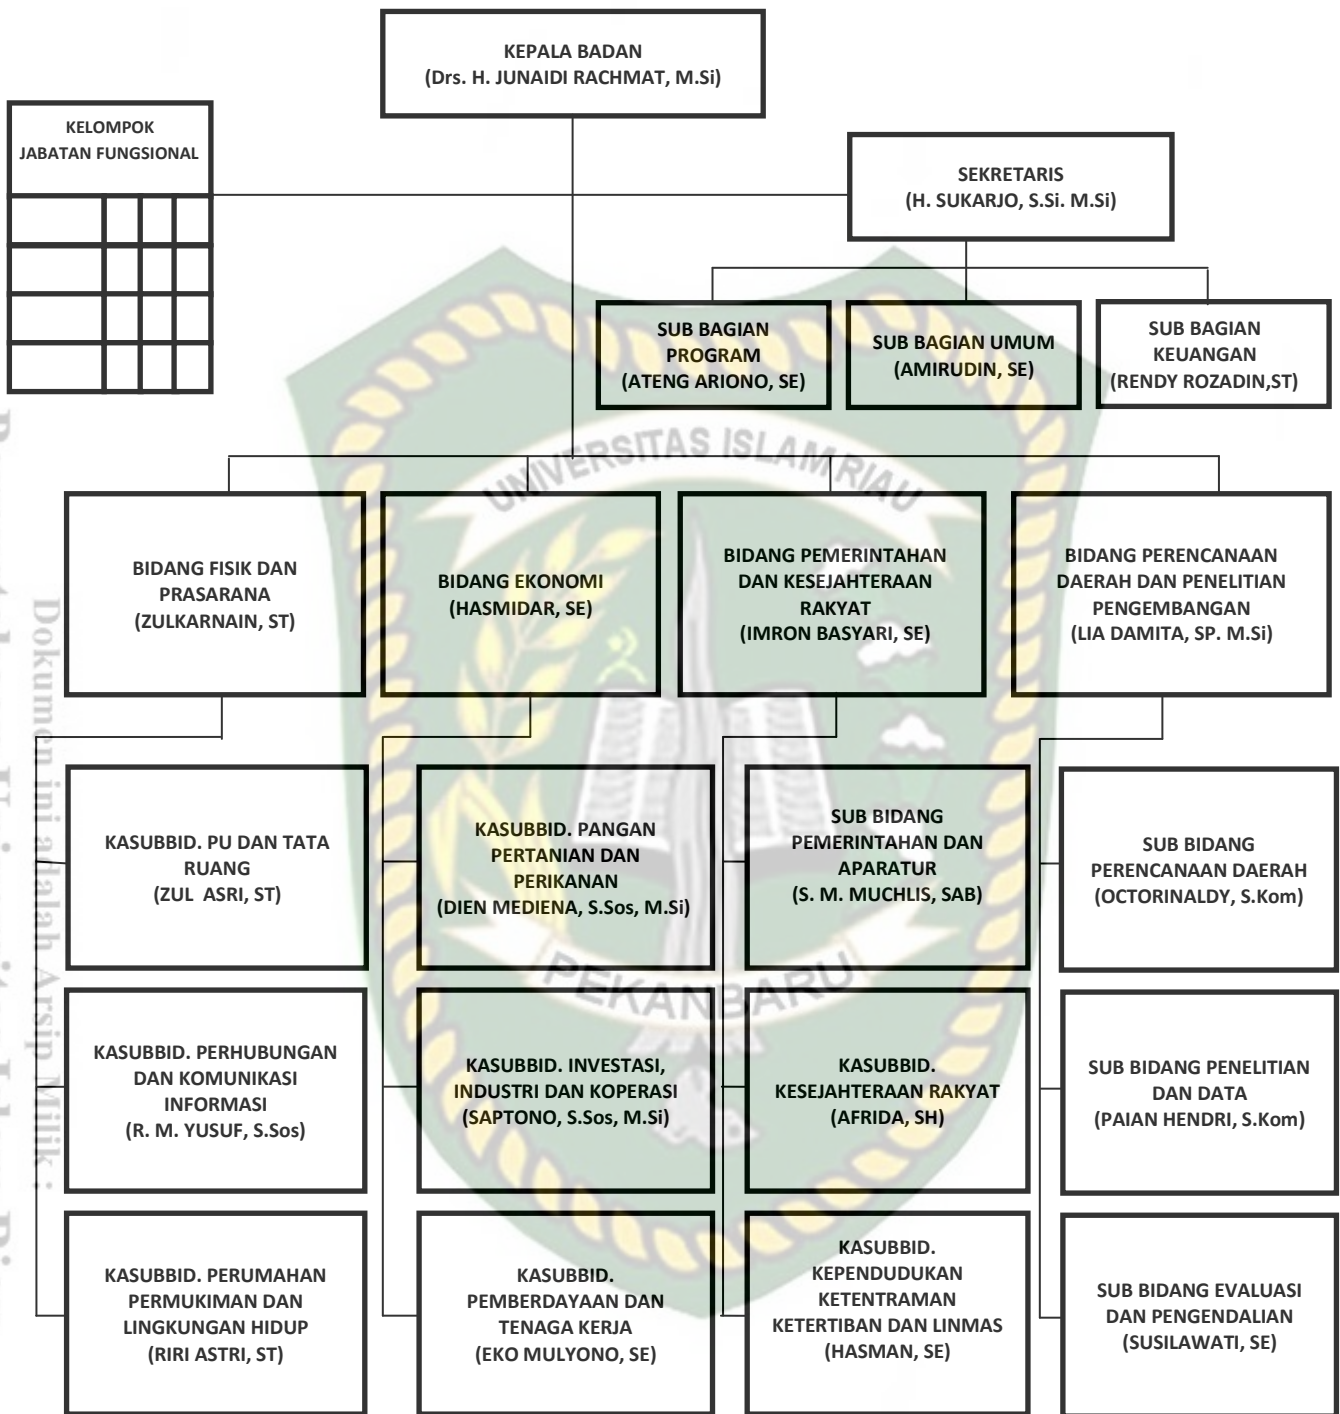 KEPALA BADAN
(Drs. H. JUNAIDI RACHMAT, M.Si)
KELOMPOK
JABATAN FUNGSIONAL
SEKRETARIS
(H. SUKARJO, S.Si. M.Si)
SUB BAGIAN
PROGRAM
(ATENG ARIONO, SE)
SUB BAGIAN UMUM
(AMIRUDIN, SE)
SUB BAGIAN
KEUANGAN
(RENDY ROZADIN,ST)
UNIVERSITAS ISLAM RIAU
BIDANG FISIK DAN
PRASARANA
(ZULKARNAIN, ST)
BIDANG EKONOMI
(HASMIDAR, SE)
BIDANG PEMERINTAHAN
DAN KESEJAHTERAAN
RAKYAT
(IMRON BASYARI, SE)
BIDANG PERENCANAAN
DAERAH DAN PENELITIAN
PENGEMBANGAN
(LIA DAMITA, SP. M.Si)
KASUBBID. PU DAN TATA
RUANG
(ZUL ASRI, ST)
KASUBBID. PANGAN
PERTANIAN DAN
PERIKANAN
(DIEN MEDIENA, S.Sos, M.Si)
SUB BIDANG
PEMERINTAHAN DAN
APARATUR
(S. M. MUCHLIS, SAB)
SUB BIDANG
PERENCANAAN DAERAH
(OCTORINALDY, S.Kom)
PEKANBARU
KASUBBID. PERHUBUNGAN
DAN KOMUNIKASI
INFORMASI
(R. M. YUSUF, S.Sos)
KASUBBID. INVESTASI,
INDUSTRI DAN KOPERASI
(SAPTONO, S.Sos, M.Si)
KASUBBID.
KESEJAHTERAAN RAKYAT
(AFRIDA, SH)
SUB BIDANG PENELITIAN
DAN DATA
(PAIAN HENDRI, S.Kom)
KASUBBID. PERUMAHAN
PERMUKIMAN DAN
LINGKUNGAN HIDUP
(RIRI ASTRI, ST)
KASUBBID.
PEMBERDAYAAN DAN
TENAGA KERJA
(EKO MULYONO, SE)
KASUBBID.
KEPENDUDUKAN
KETENTRAMAN
KETERTIBAN DAN LINMAS
(HASMAN, SE)
SUB BIDANG EVALUASI
DAN PENGENDALIAN
(SUSILAWATI, SE)
Dokumen ini adalah Arsip Milik :